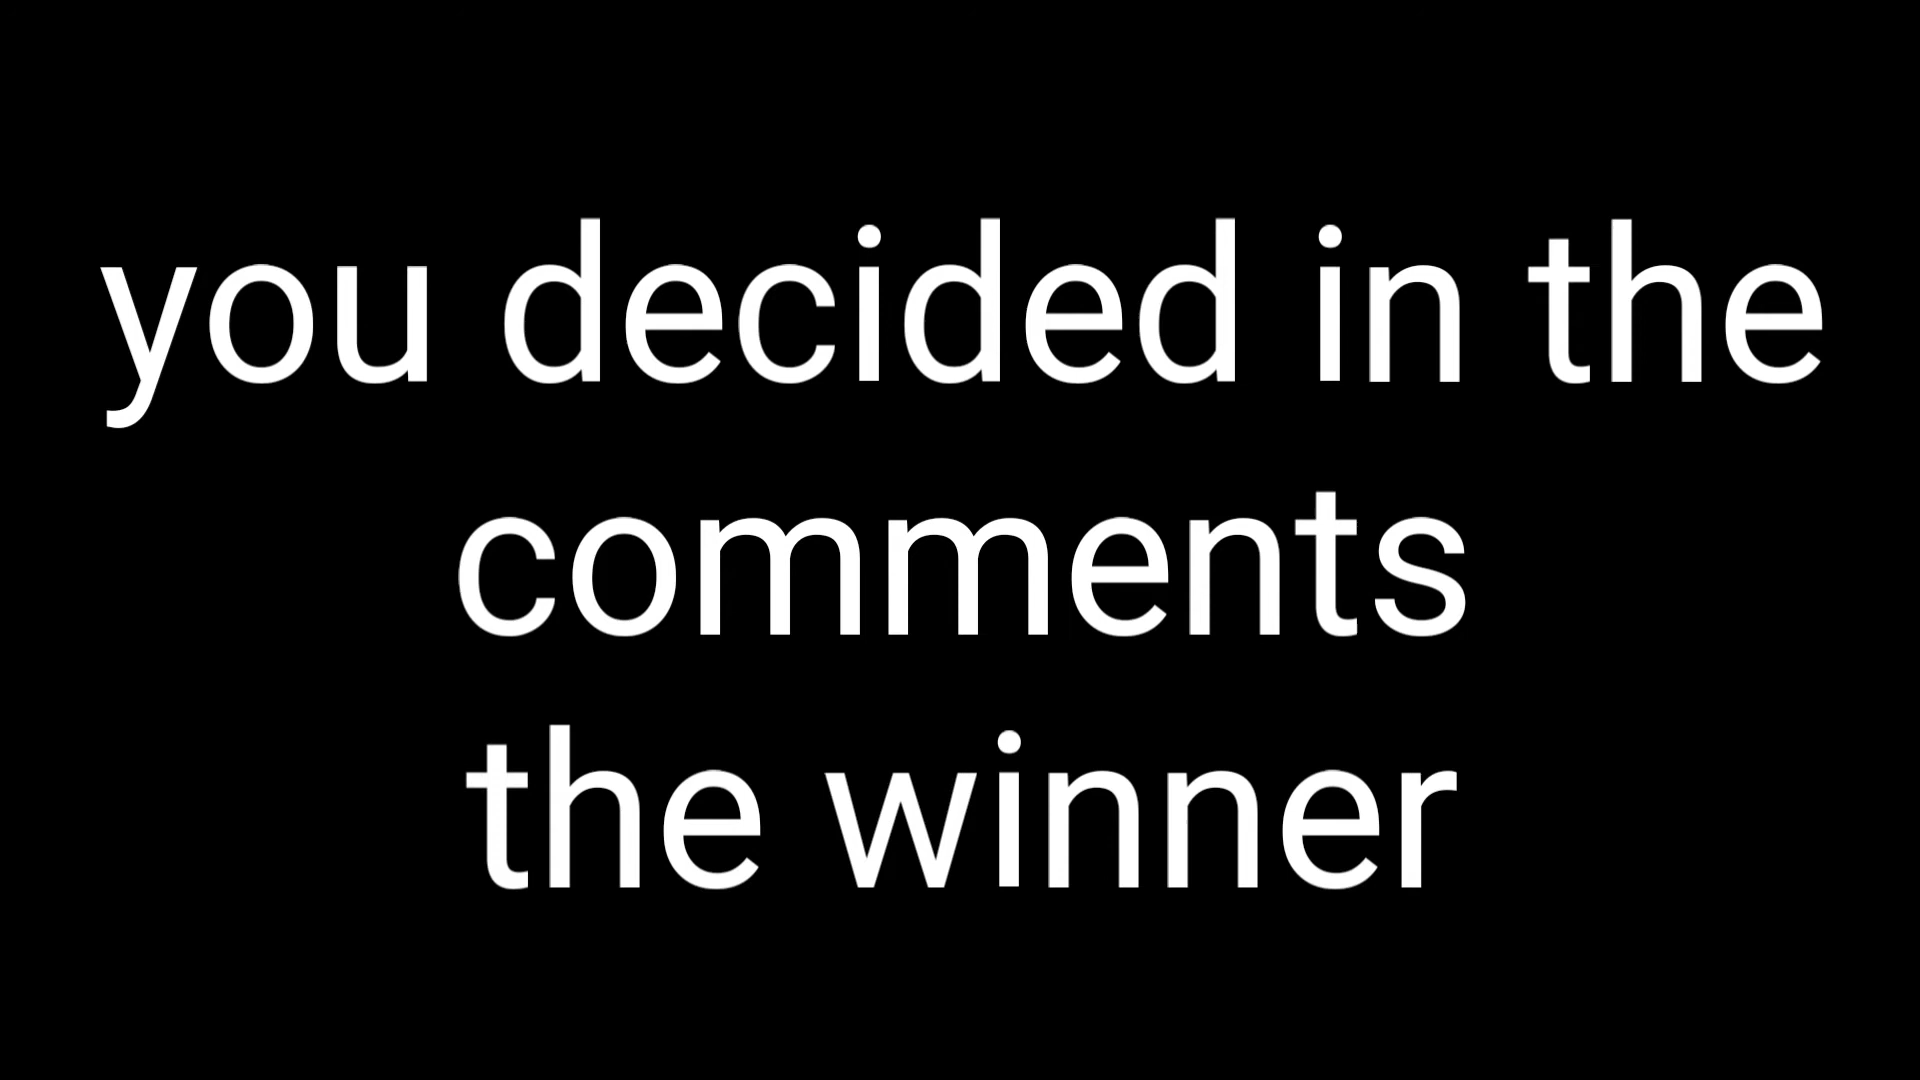 you decided in the
comments
the winner